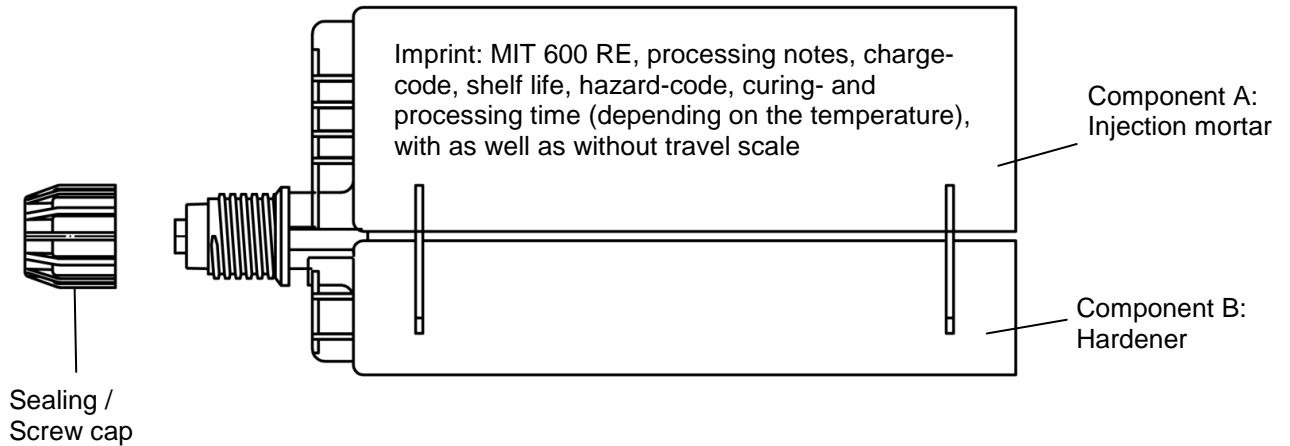 Imprint: MIT 600 RE, processing notes, charge-
code, shelf life, hazard-code, curing- and
processing time (depending on the temperature),
with as well as without travel scale
Component A:
Injection mortar
Component B:
Hardener
Sealing /
Screw cap